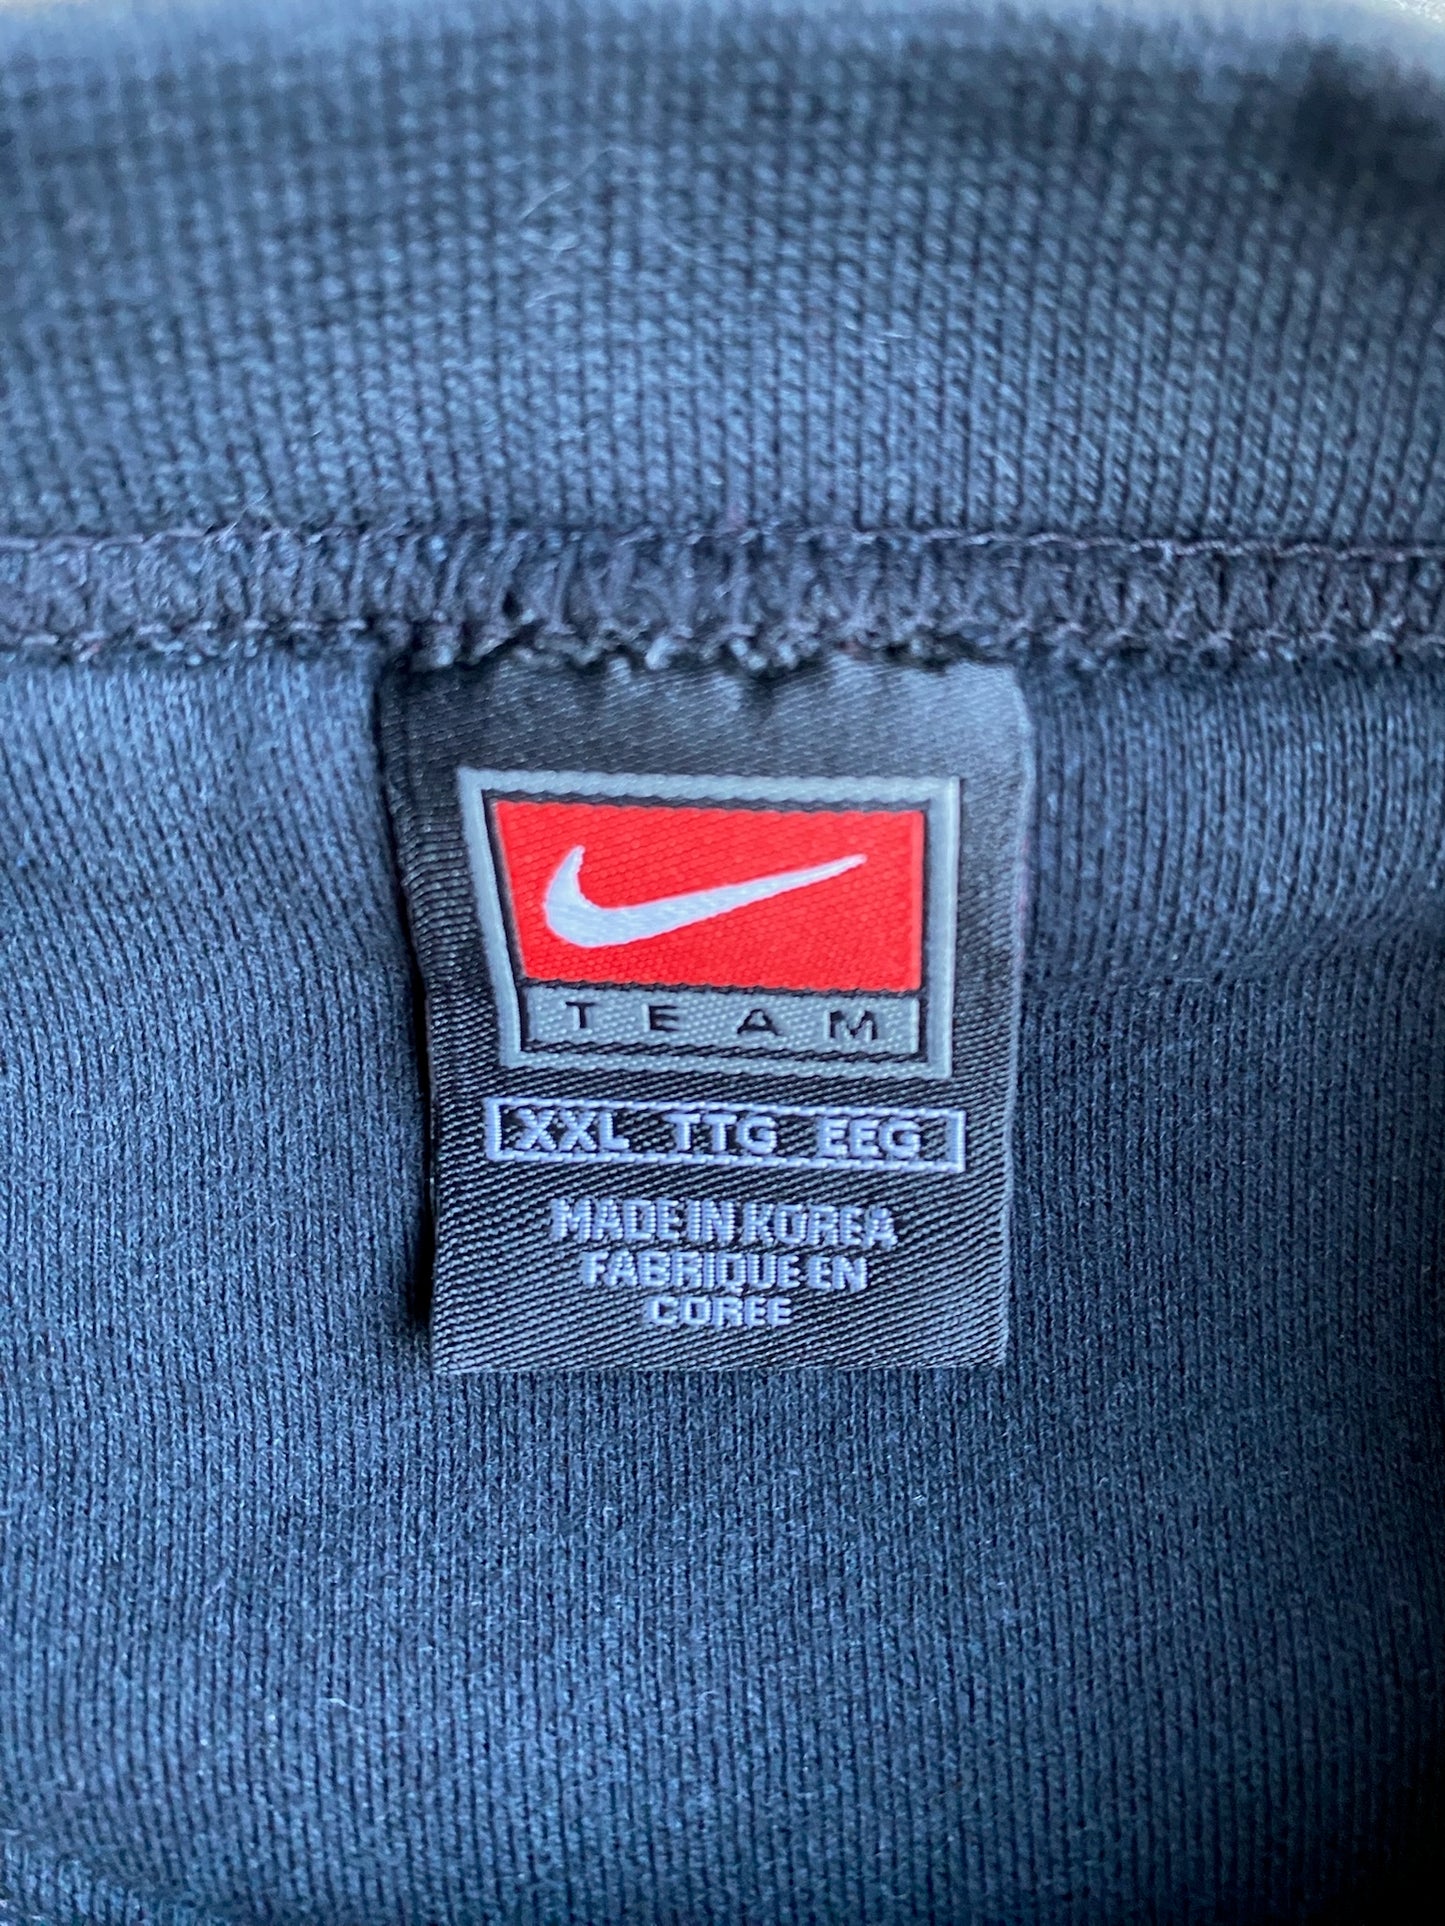 TEAM
XXL TTG EEG
MADE IN KOREA
FABRIQUE EN
COREE